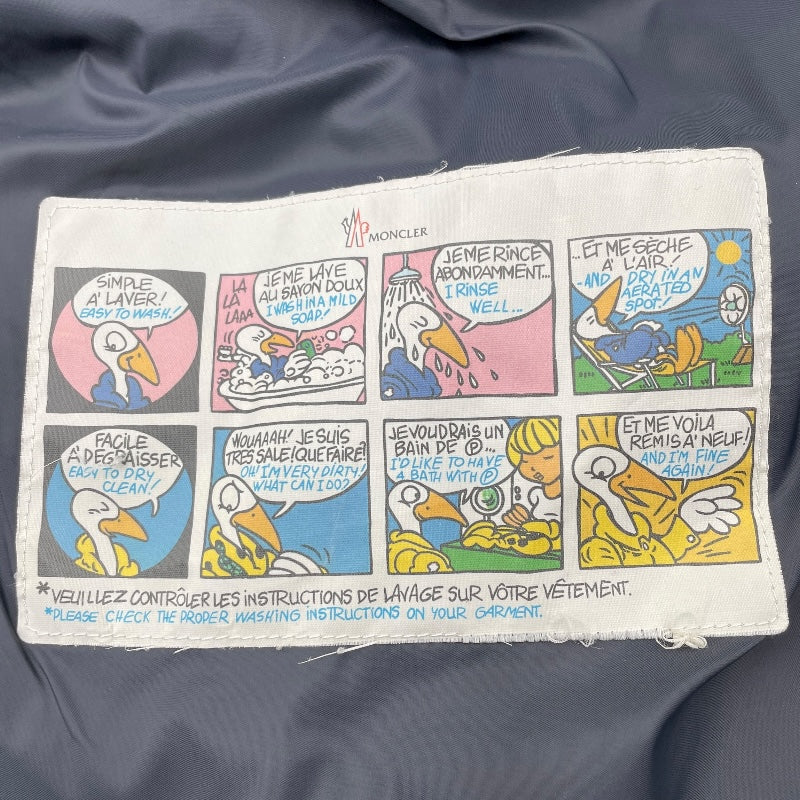 MONCLER
SIMPLE
A' LAVER!
EASY TO WASH!
LA
LA
LAAA
JE ME LAVE
AU SAVON DOUX
I WASH IN A MILD
SOAP!
JE ME RINCE
ABONDAMMENT...
I RINSE
WELL...
...ET ME SÈCHE
A' L'AIR!
-AND DRY IN AN
AERATED
SPOT!
FACILE
A' DÉGRAISSER
EASY TO DRY
CLEAN!
WOUAAAH! JE SUIS
TRES SALE! QUE FAIRE?
OH! I'M VERY DIRTY!
WHAT CAN I DO?
JE VOUDRAIS UN
BAIN DE Ⓟ...
I'D LIKE TO HAVE
A BATH WITH Ⓟ
ET ME VOILA
REMIS A' NEUF!
AND I'M FINE
AGAIN!
*VEUILLEZ CONTRÔLER LES INSTRUCTIONS DE LAVAGE SUR VÔTRE VÊTEMENT.
*PLEASE CHECK THE PROPER WASHING INSTRUCTIONS ON YOUR GARMENT.